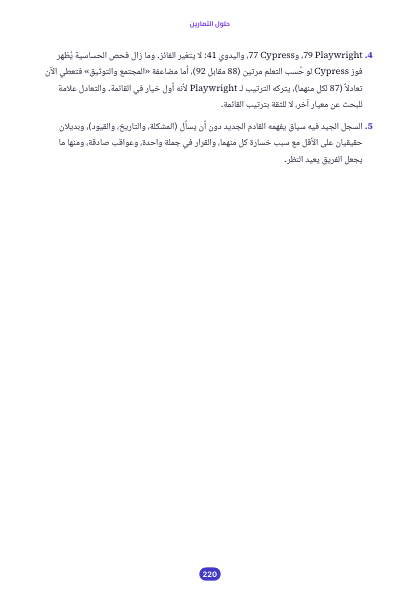 حلول التمارين
4. Playwright 79، وCypress 77، واليدوي 41: لا يتغير الفائز. وما زال فحص الحساسية يُظهر
فوز Cypress لو حُسب التعلم مرتين (88 مقابل 92)، أما مضاعفة «المجتمع والتوثيق» فتعطي الآن
تعادلاً (87 لكل منهما)، يتركه الترتيب لـ Playwright لأنه أول خيار في القائمة. والتعادل علامة
للبحث عن معيار آخر، لا للثقة بترتيب القائمة.
5. السجل الجيد فيه سياق يفهمه القادم الجديد دون أن يسأل (المشكلة، والتاريخ، والقيود)، وبديلان
حقيقيان على الأقل مع سبب خسارة كل منهما، والقرار في جملة واحدة، وعواقب صادقة، ومنها ما
يجعل الفريق يعيد النظر.
220